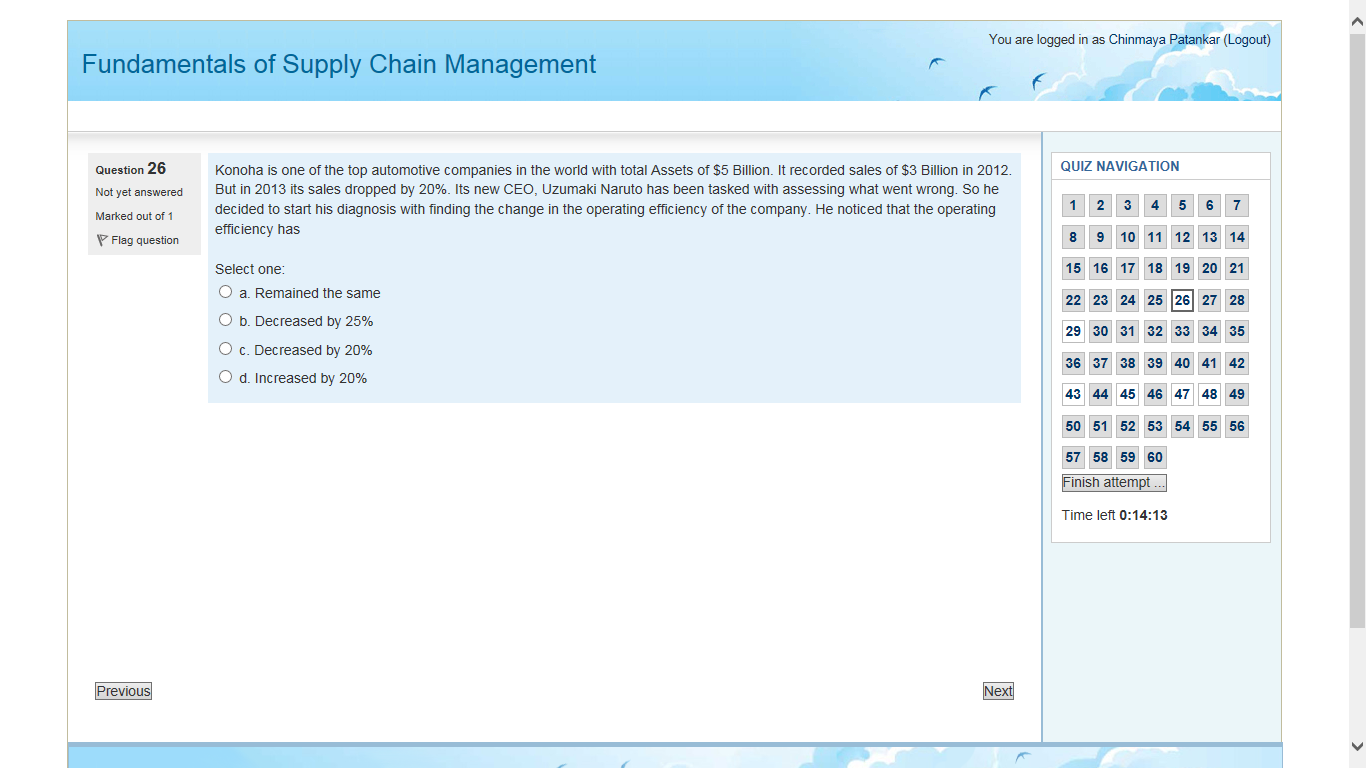 You are logged in as Chinmaya Patankar (Logout)
Fundamentals of Supply Chain Management
Question 26
Not yet answered
Marked out of 1
Flag question
Konoha is one of the top automotive companies in the world with total Assets of $5 Billion. It recorded sales of $3 Billion in 2012.
But in 2013 its sales dropped by 20%. Its new CEO, Uzumaki Naruto has been tasked with assessing what went wrong. So he
decided to start his diagnosis with finding the change in the operating efficiency of the company. He noticed that the operating
efficiency has
Select one:
a. Remained the same
b. Decreased by 25%
c. Decreased by 20%
d. Increased by 20%
QUIZ NAVIGATION
1 2 3 4 5 6 7
8 9 10 11 12 13 14
15 16 17 18 19 20 21
22 23 24 25 26 27 28
29 30 31 32 33 34 35
36 37 38 39 40 41 42
43 44 45 46 47 48 49
50 51 52 53 54 55 56
57 58 59 60
Finish attempt ...
Time left 0:14:13
Previous
Next